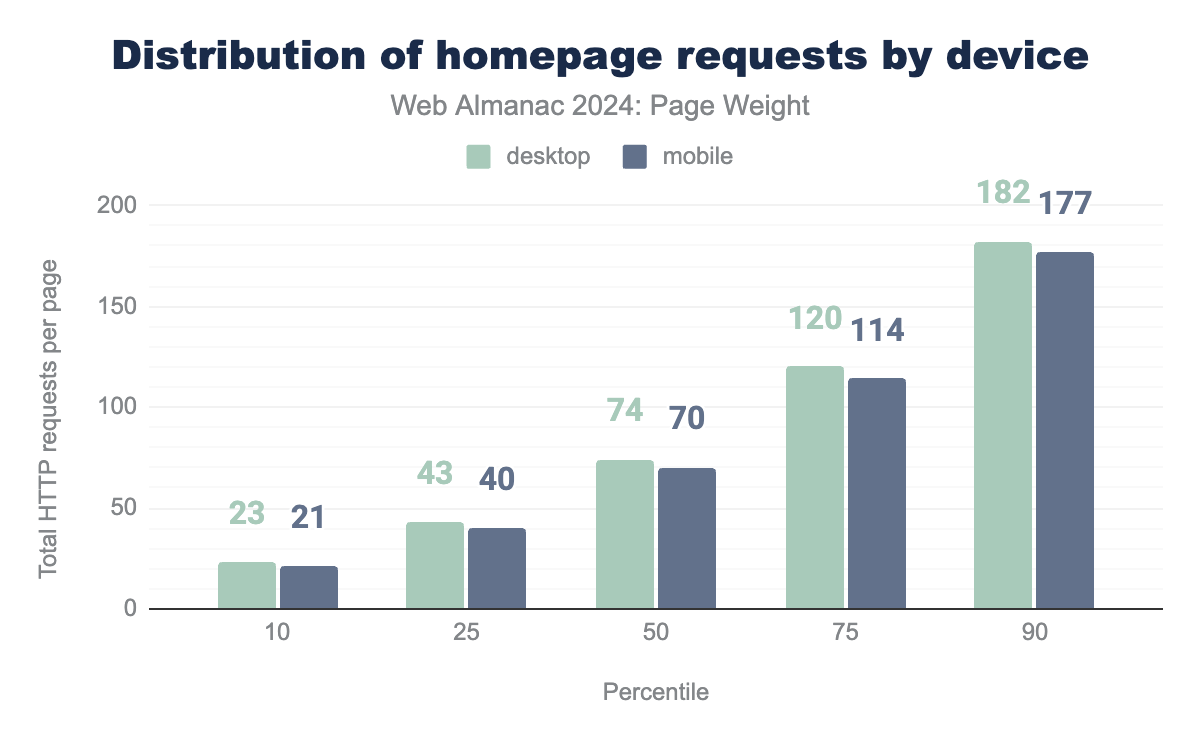 Distribution of homepage requests by device
Web Almanac 2024: Page Weight
desktop mobile
Total HTTP requests per page
200
150
100
50
0
23 21
43 40
74 70
120 114
182 177
10 25 50 75 90
Percentile